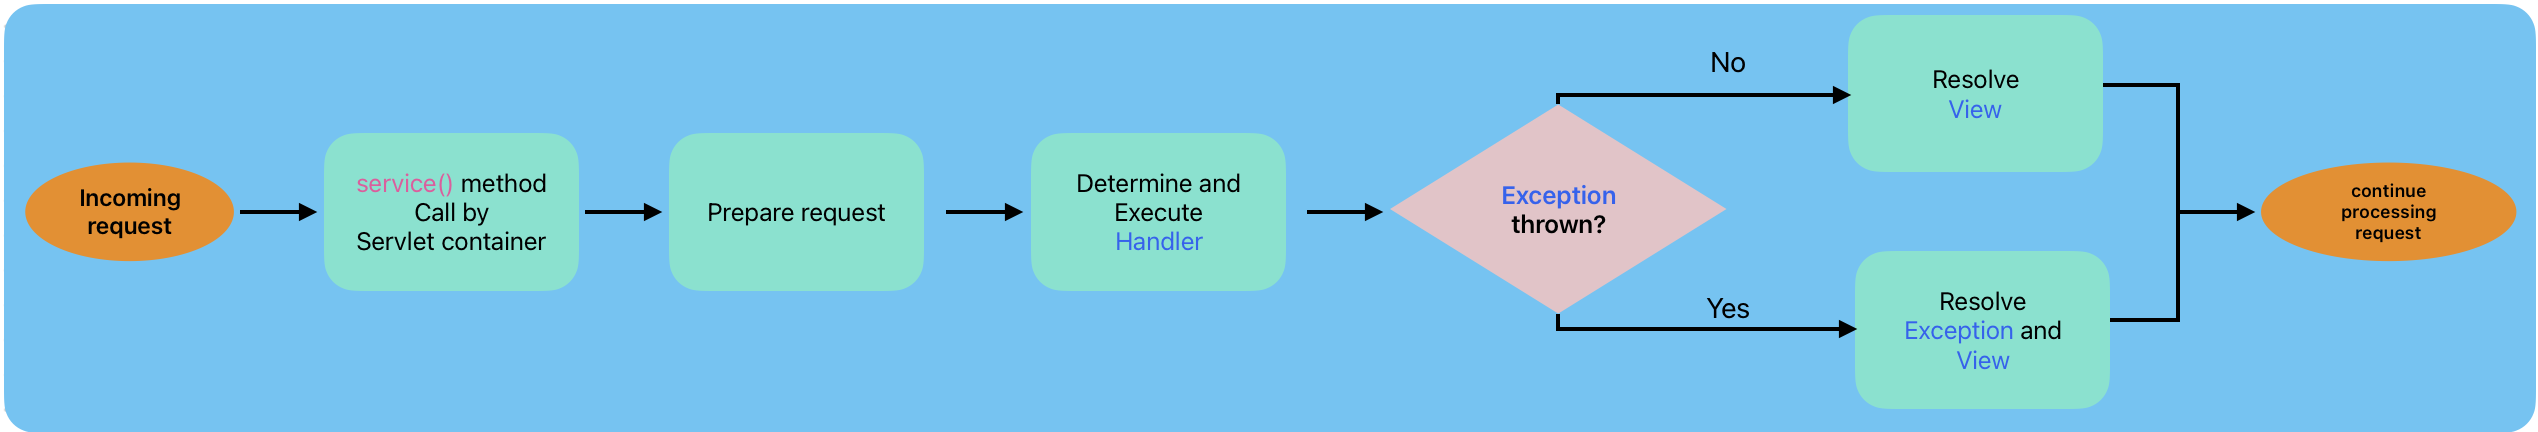 Incoming
request
service() method
Call by
Servlet container
Prepare request
Determine and
Execute
Handler
Exception
thrown?
No
Resolve
View
Yes
Resolve
Exception and
View
continue
processing
request